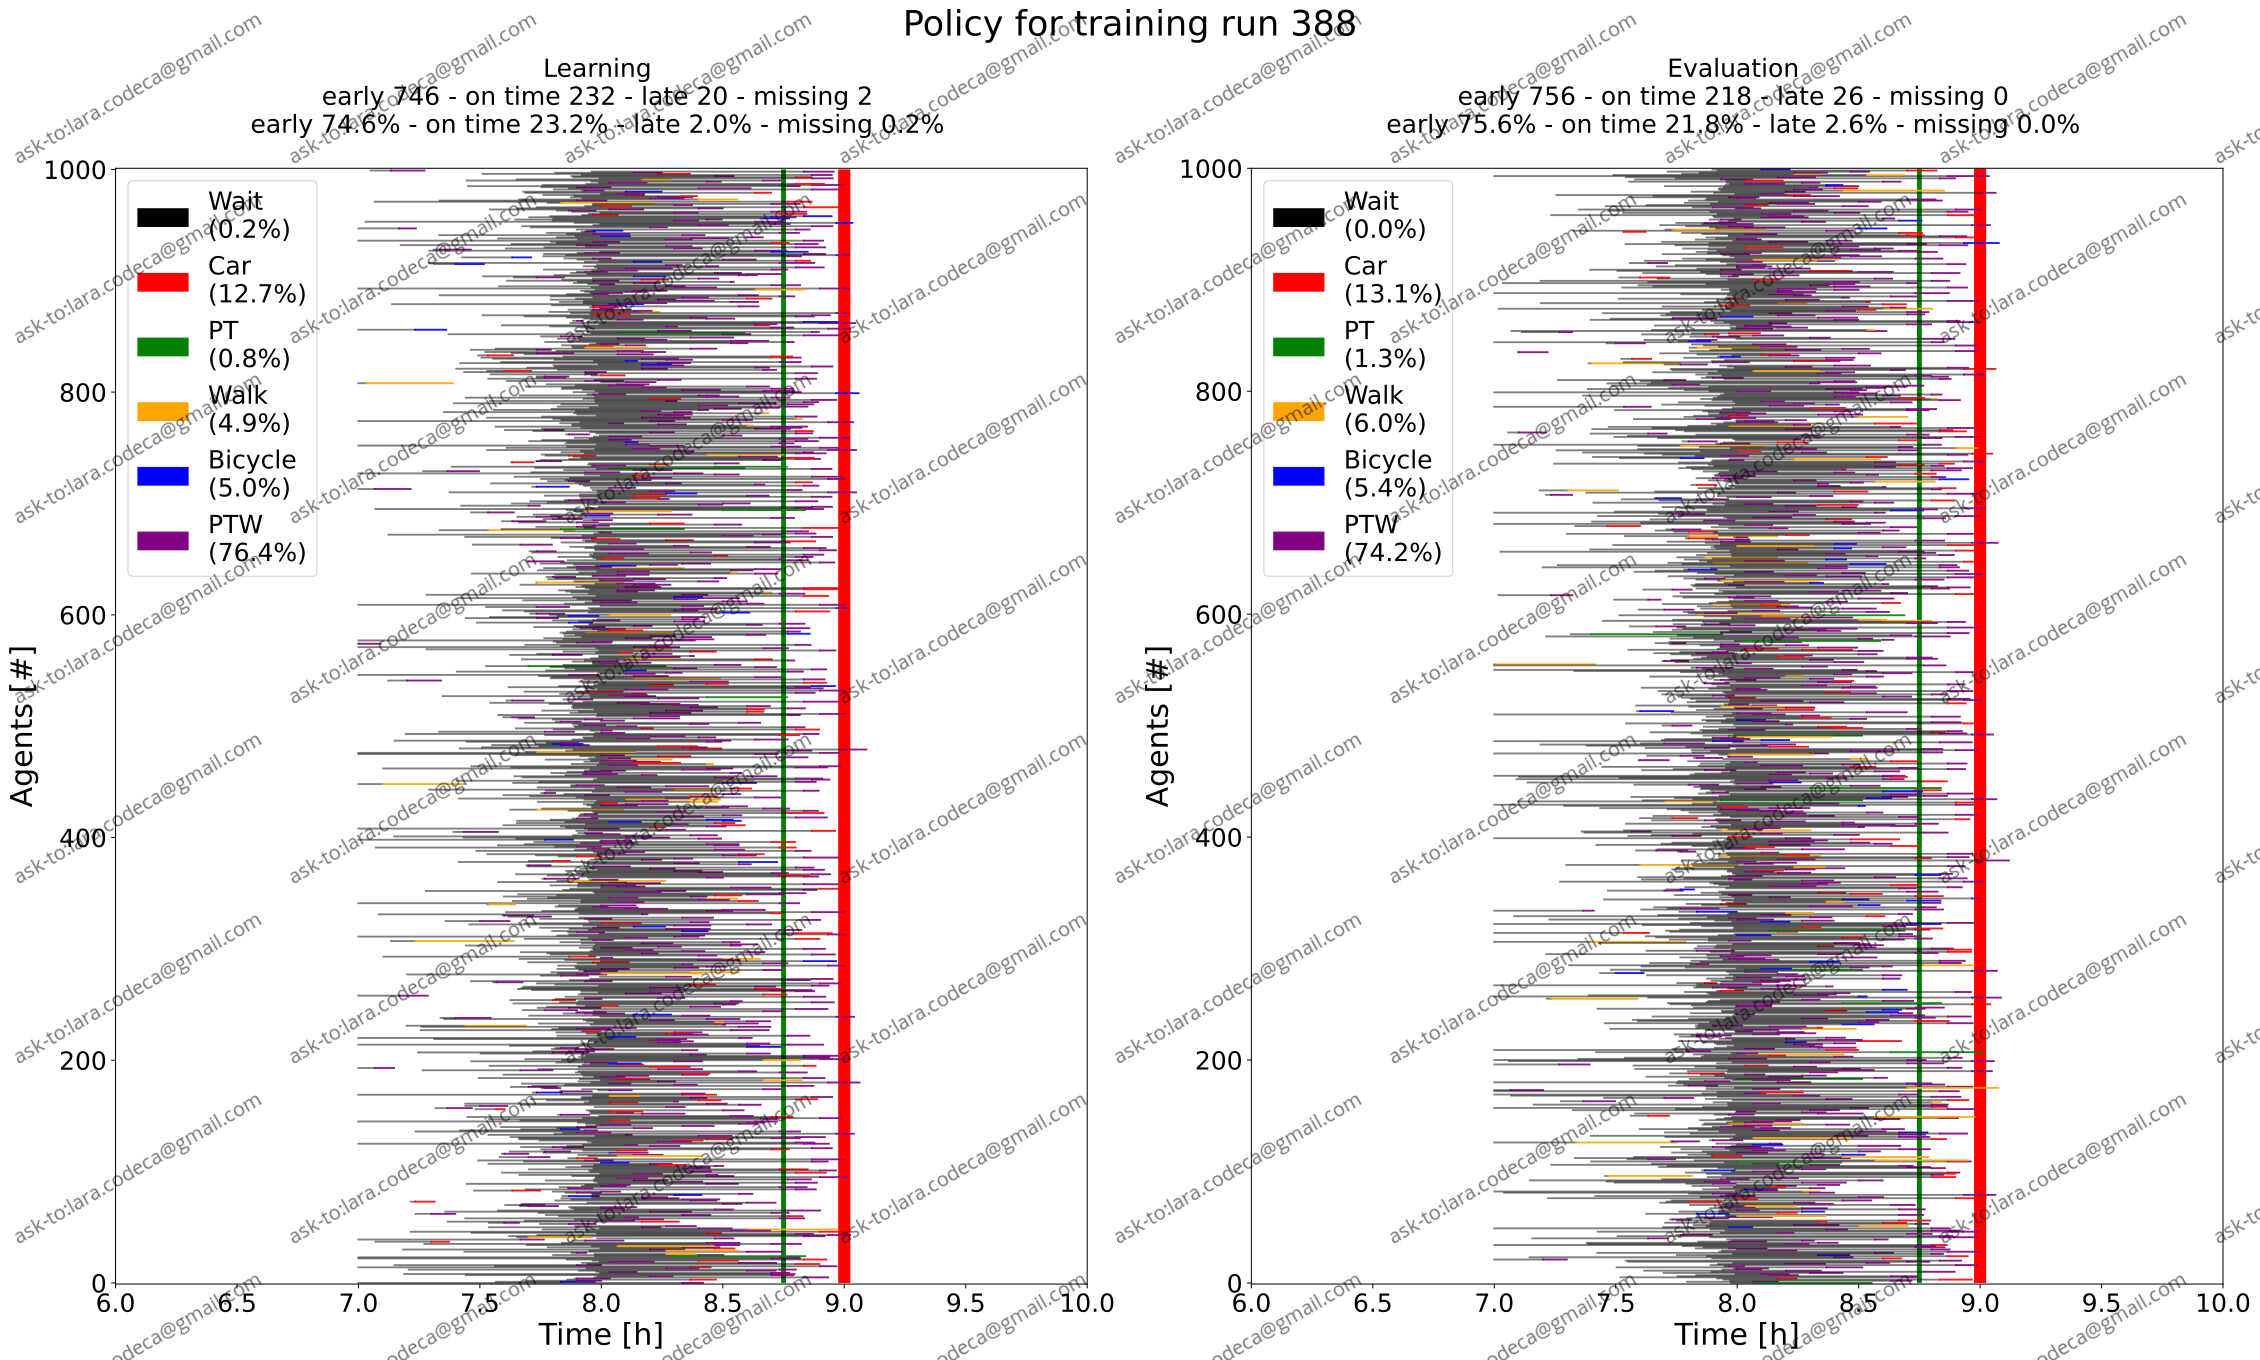 Policy for training run 388
Learning
early 746 - on time 232 - late 20 - missing 2
early 74.6% - on time 23.2% - late 2.0% - missing 0.2%
1000
800
600
400
200
0
Agents [#]
Wait
(0.2%)
Car
(12.7%)
PT
(0.8%)
Walk
(4.9%)
Bicycle
(5.0%)
PTW
(76.4%)
6.0 6.5 7.0 7.5 8.0 8.5 9.0 9.5 10.0
Time [h]
Evaluation
early 756 - on time 218 - late 26 - missing 0
early 75.6% - on time 21.8% - late 2.6% - missing 0.0%
1000
800
600
400
200
0
Agents [#]
Wait
(0.0%)
Car
(13.1%)
PT
(1.3%)
Walk
(6.0%)
Bicycle
(5.4%)
PTW
(74.2%)
6.0 6.5 7.0 7.5 8.0 8.5 9.0 9.5 10.0
Time [h]
ask-to:lara.codeca@gmail.com